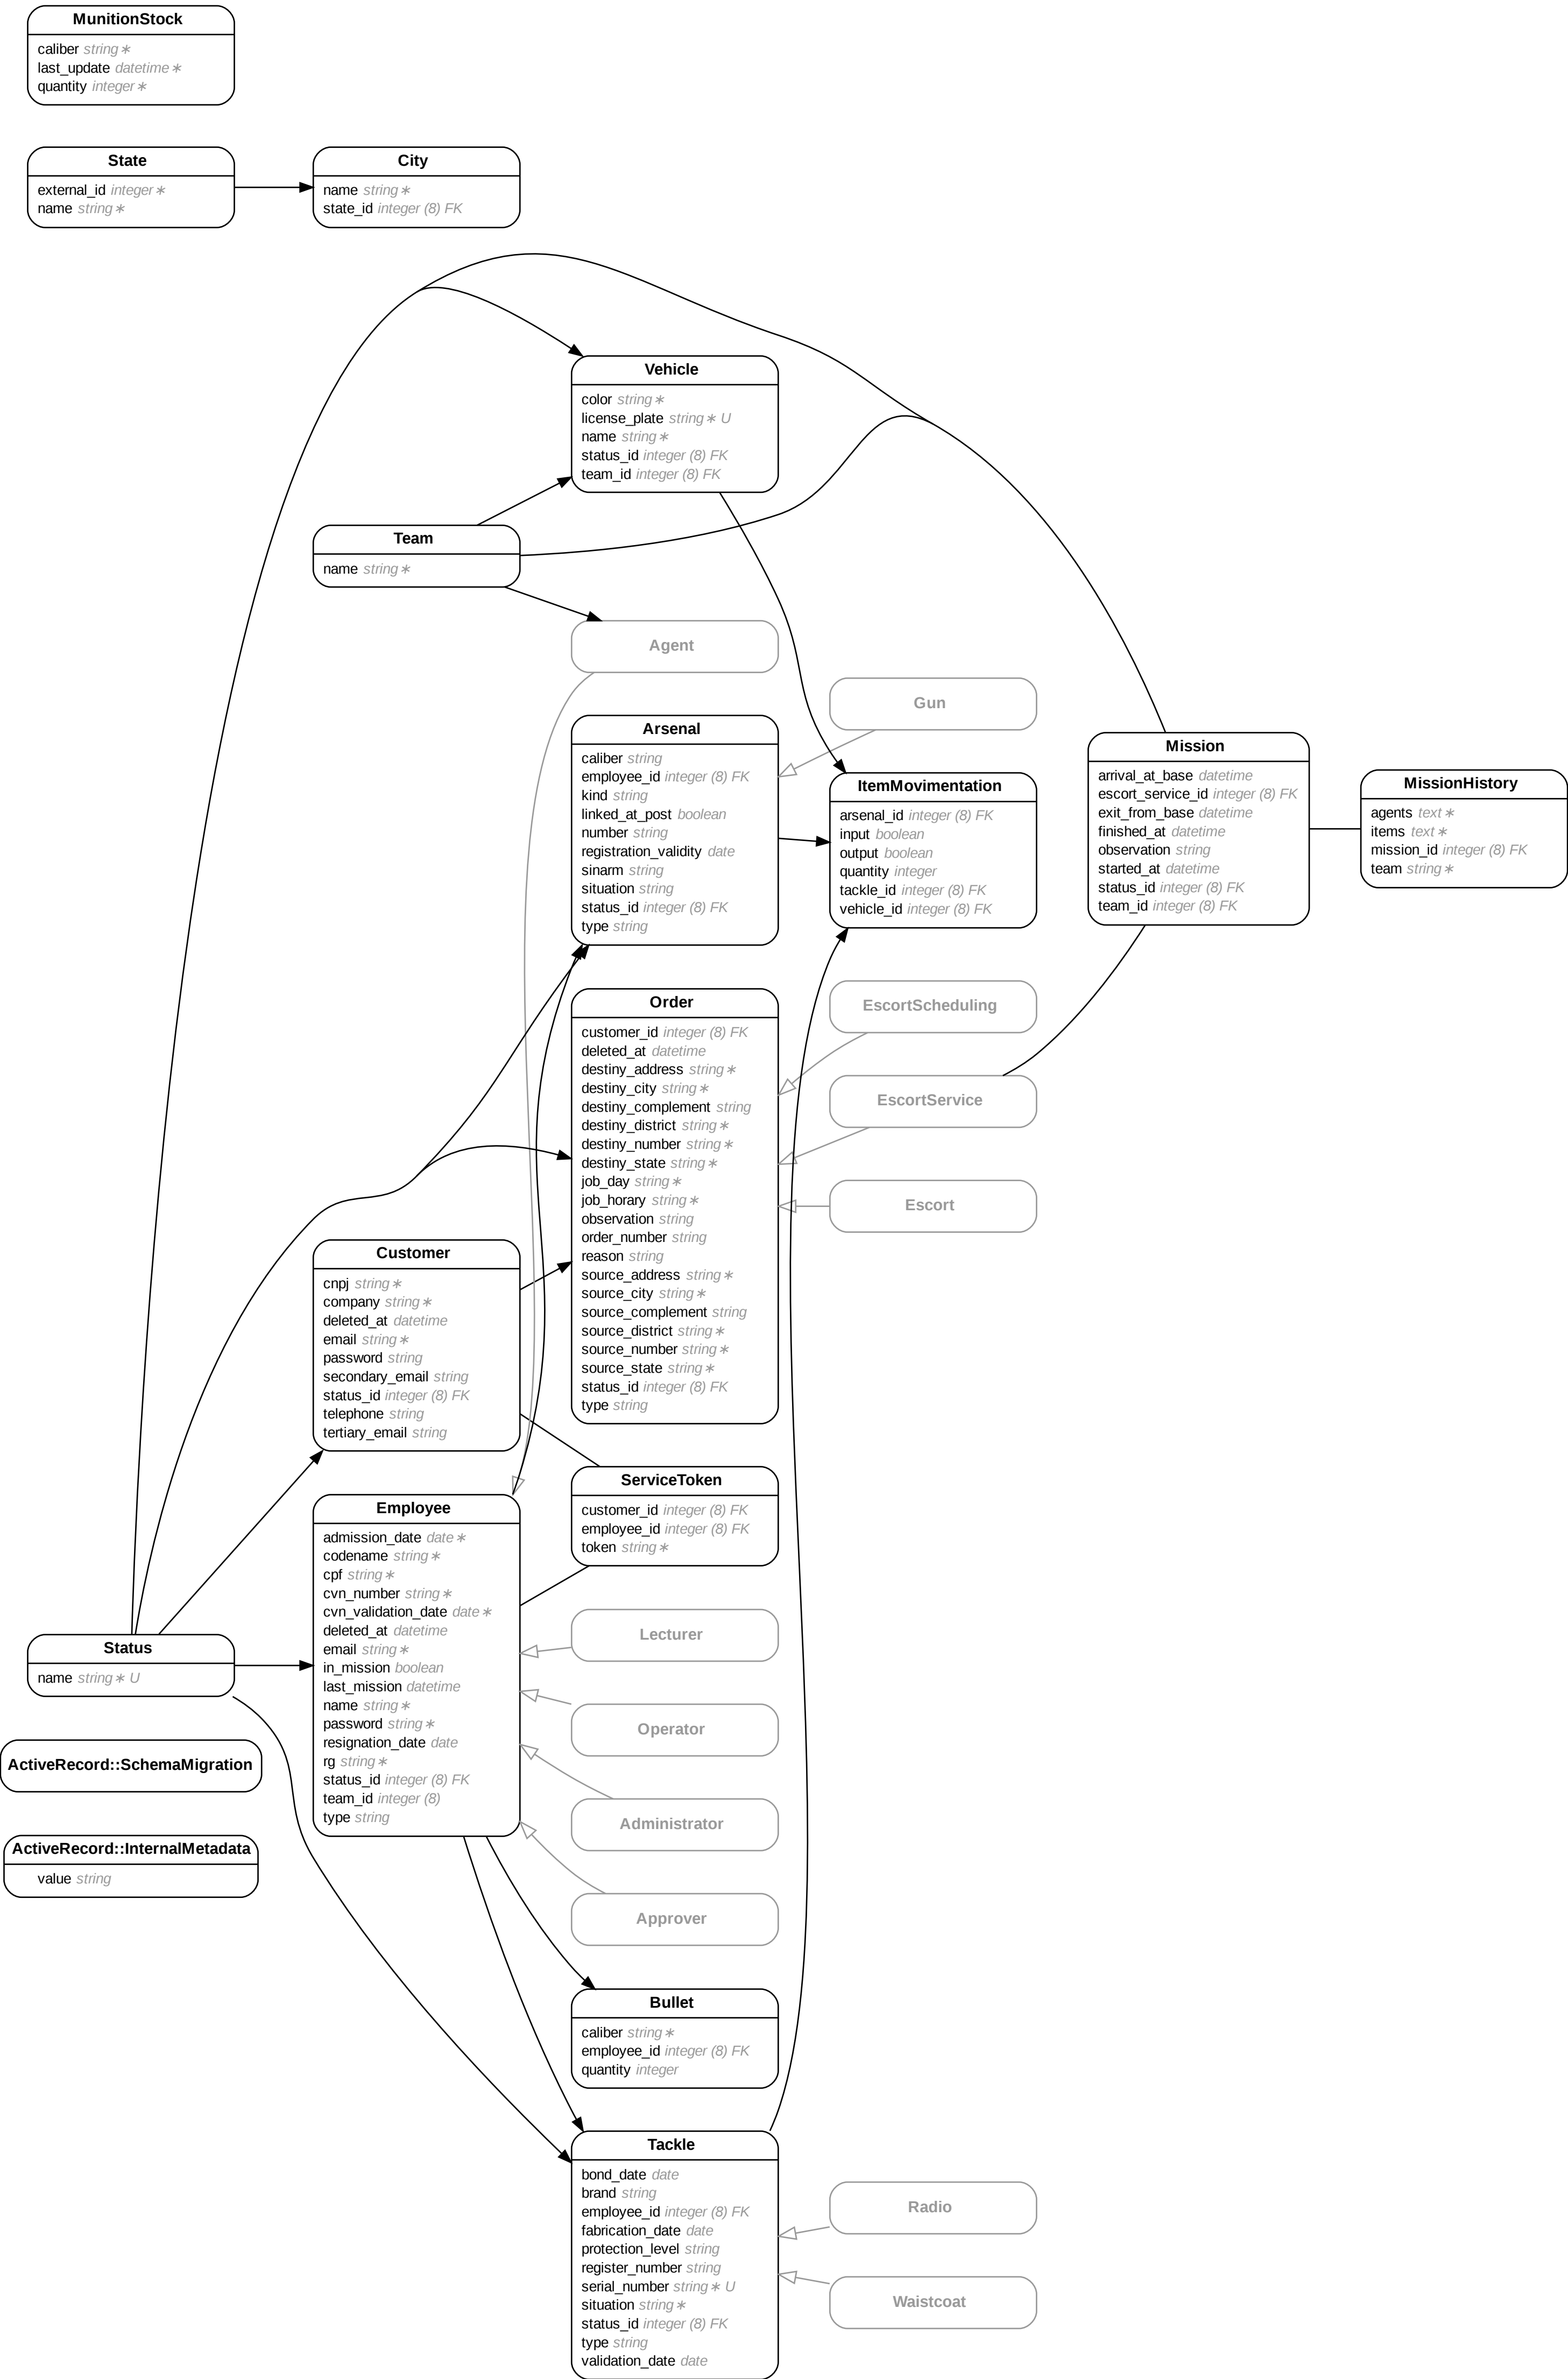 MunitionStock
caliber string∗
last_update datetime∗
quantity integer∗
State
external_id integer∗
name string∗
City
name string∗
state_id integer (8) FK
Vehicle
color string∗
license_plate string∗ U
name string∗
status_id integer (8) FK
team_id integer (8) FK
Team
name string∗
Agent
Arsenal
caliber string
employee_id integer (8) FK
kind string
linked_at_post boolean
number string
registration_validity date
sinarm string
situation string
status_id integer (8) FK
type string
Gun
ItemMovimentation
arsenal_id integer (8) FK
input boolean
output boolean
quantity integer
tackle_id integer (8) FK
vehicle_id integer (8) FK
Mission
arrival_at_base datetime
escort_service_id integer (8) FK
exit_from_base datetime
finished_at datetime
observation string
started_at datetime
status_id integer (8) FK
team_id integer (8) FK
MissionHistory
agents text∗
items text∗
mission_id integer (8) FK
team string∗
Order
customer_id integer (8) FK
deleted_at datetime
destiny_address string∗
destiny_city string∗
destiny_complement string
destiny_district string∗
destiny_number string∗
destiny_state string∗
job_day string∗
job_horary string∗
observation string
order_number string
reason string
source_address string∗
source_city string∗
source_complement string
source_district string∗
source_number string∗
source_state string∗
status_id integer (8) FK
type string
EscortScheduling
EscortService
Escort
Customer
cnpj string∗
company string∗
deleted_at datetime
email string∗
password string
secondary_email string
status_id integer (8) FK
telephone string
tertiary_email string
ServiceToken
customer_id integer (8) FK
employee_id integer (8) FK
token string∗
Employee
admission_date date∗
codename string∗
cpf string∗
cvn_number string∗
cvn_validation_date date∗
deleted_at datetime
email string∗
in_mission boolean
last_mission datetime
name string∗
password string∗
resignation_date date
rg string∗
status_id integer (8) FK
team_id integer (8)
type string
Lecturer
Operator
Administrator
Approver
Status
name string∗ U
ActiveRecord::SchemaMigration
ActiveRecord::InternalMetadata
value string
Bullet
caliber string∗
employee_id integer (8) FK
quantity integer
Tackle
bond_date date
brand string
employee_id integer (8) FK
fabrication_date date
protection_level string
register_number string
serial_number string∗ U
situation string∗
status_id integer (8) FK
type string
validation_date date
Radio
Waistcoat